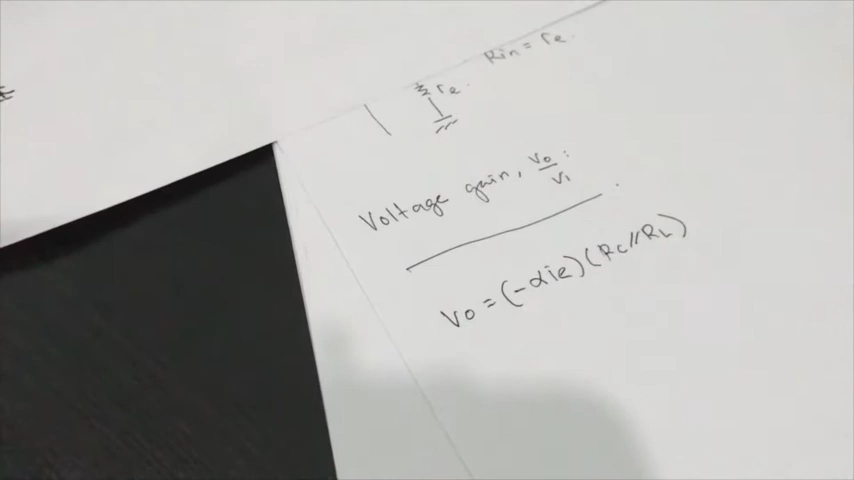 Rin = re.
re.
Voltage gain, Vo/Vi :
Vo = (-αie)(Rc//RL)